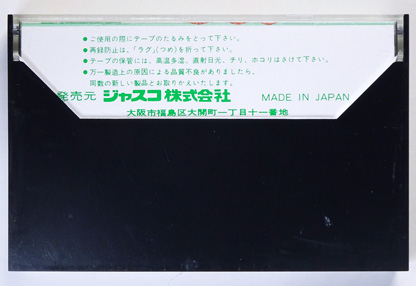 ●ご使用の際にテープのたるみをとって下さい。
●再録防止は、「ラグ」(つめ)を折って下さい。
●テープの保管には、高温多湿、直射日光、チリ、ホコリはさけて下さい。
●万一製造上の原因による品質不良がありましたら、
同数の新しい製品とお取りかえいたします。
発売元 ジャスコ株式会社 MADE IN JAPAN
大阪市福島区大開町一丁目十一番地